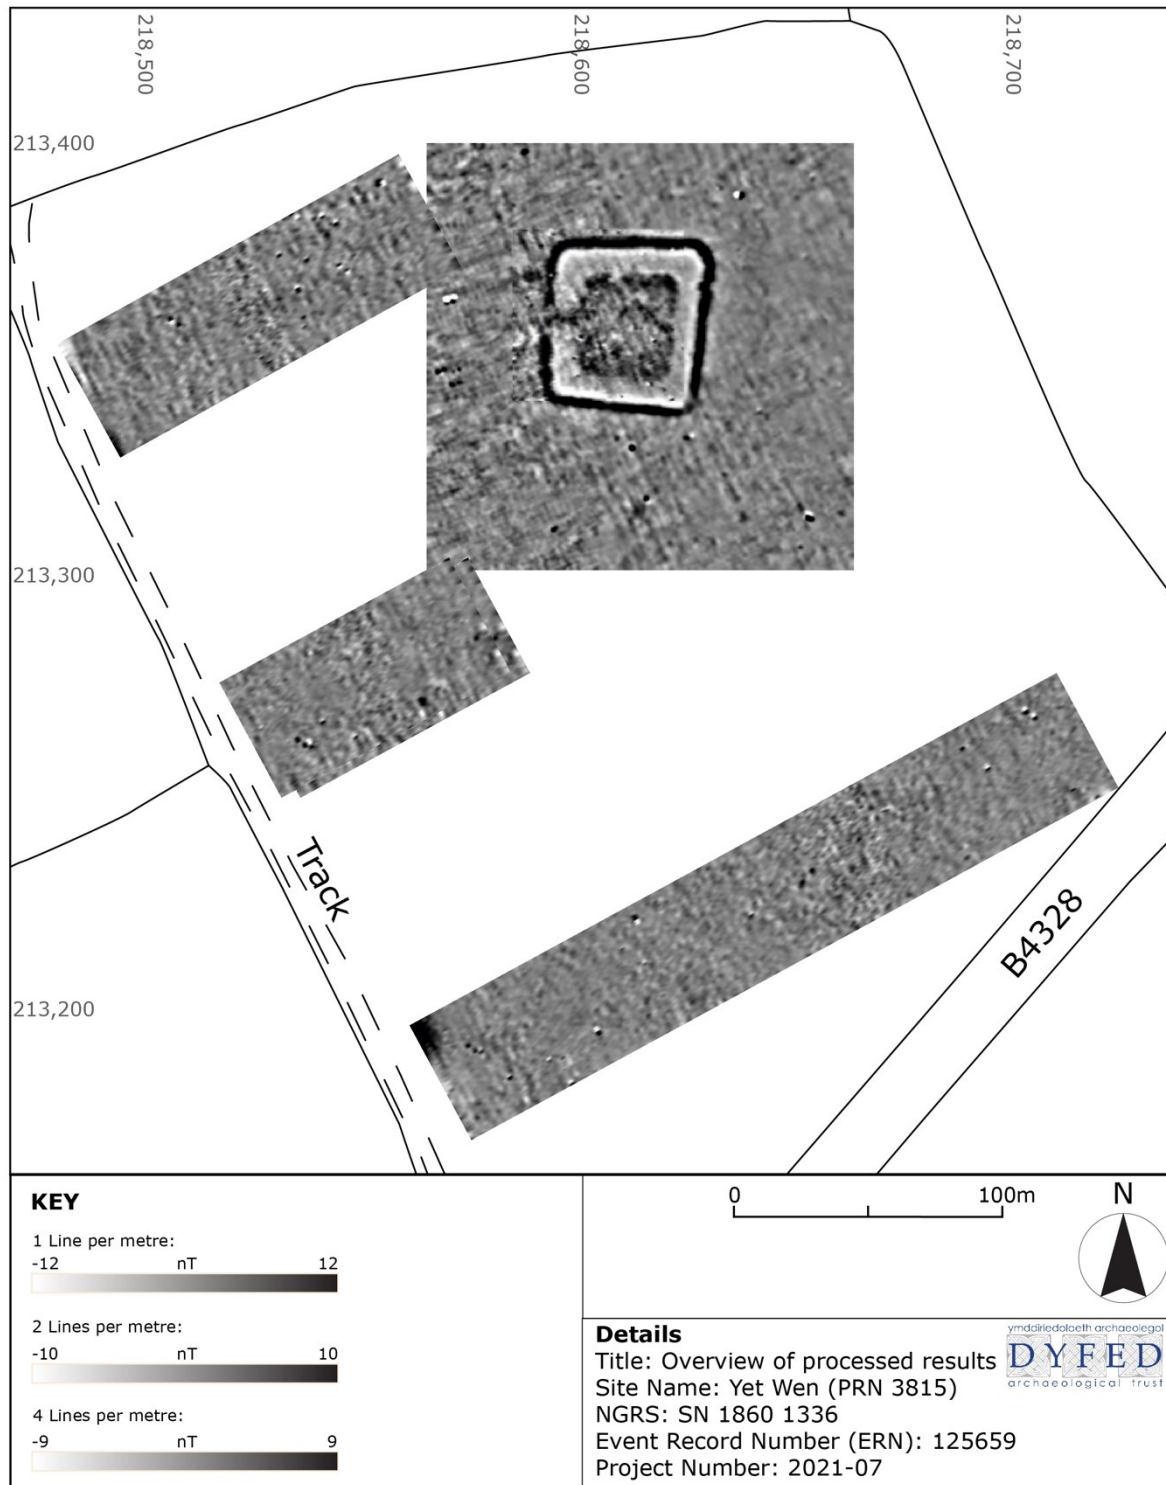 218,500
218,600
218,700
213,400
213,300
213,200
Track
B4328
KEY
1 Line per metre:
-12 nT 12
2 Lines per metre:
-10 nT 10
4 Lines per metre:
-9 nT 9
0 100m
N
Details
Title: Overview of processed results
Site Name: Yet Wen (PRN 3815)
NGRS: SN 1860 1336
Event Record Number (ERN): 125659
Project Number: 2021-07
ymddiriedolaeth archaeolegol
DYFED
archaeological trust